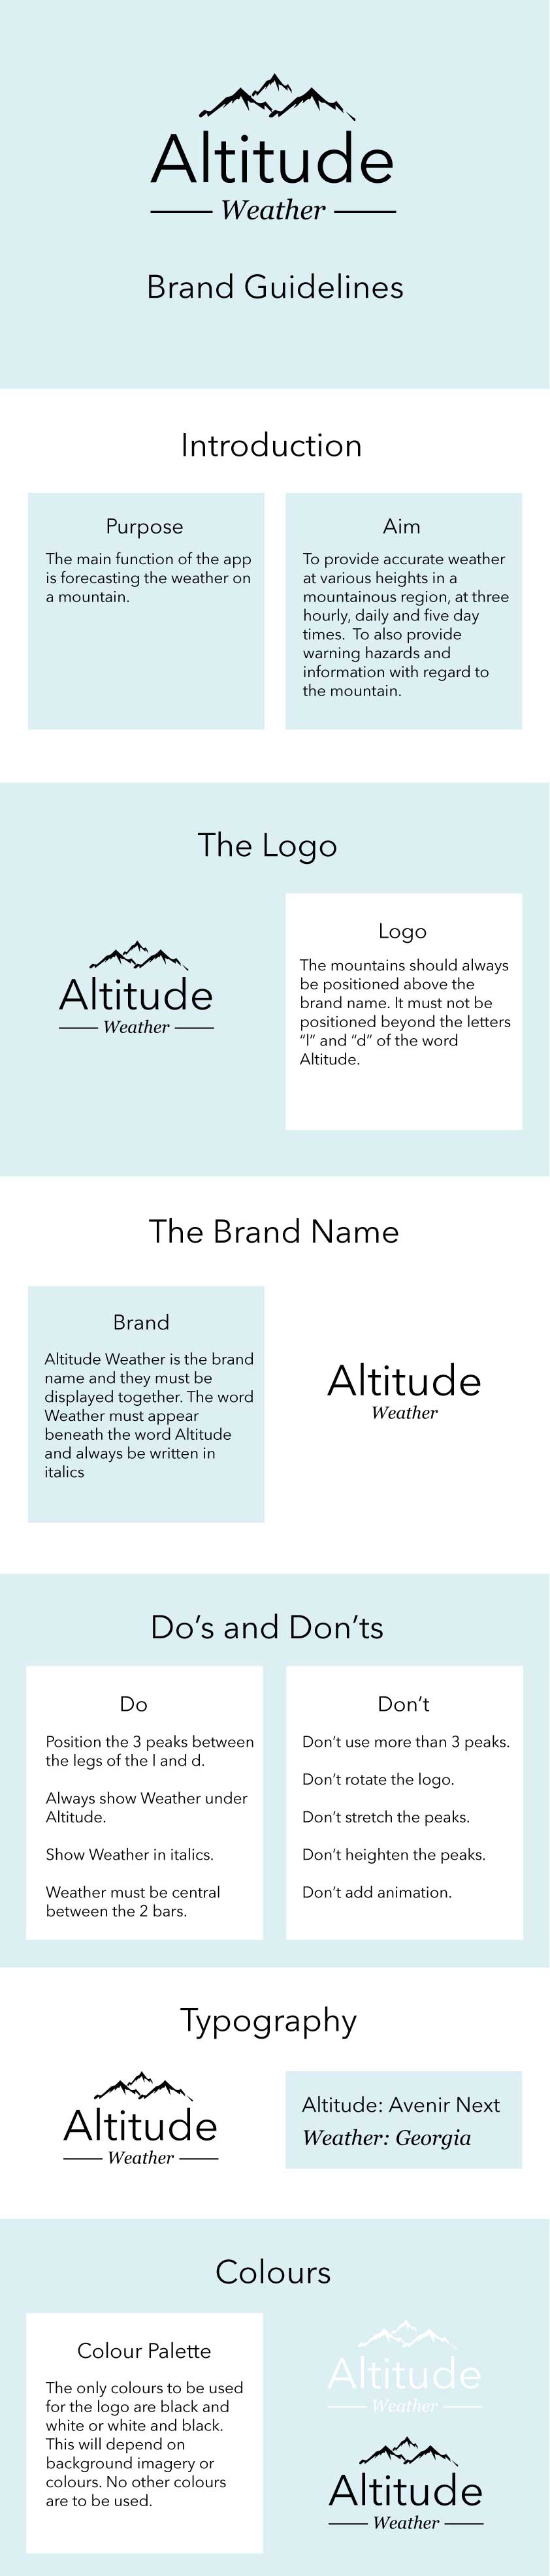 Altitude
Weather
Brand Guidelines
Introduction
Purpose
The main function of the app
is forecasting the weather on
a mountain.
Aim
To provide accurate weather
at various heights in a
mountainous region, at three
hourly, daily and five day
times.  To also provide
warning hazards and
information with regard to
the mountain.
The Logo
Altitude
Weather
Logo
The mountains should always
be positioned above the
brand name. It must not be
positioned beyond the letters
“l” and “d” of the word
Altitude.
The Brand Name
Brand
Altitude Weather is the brand
name and they must be
displayed together. The word
Weather must appear
beneath the word Altitude
and always be written in
italics
Altitude
Weather
Do’s and Don’ts
Do
Position the 3 peaks between
the legs of the l and d.
Always show Weather under
Altitude.
Show Weather in italics.
Weather must be central
between the 2 bars.
Don’t
Don’t use more than 3 peaks.
Don’t rotate the logo.
Don’t stretch the peaks.
Don’t heighten the peaks.
Don’t add animation.
Typography
Altitude
Weather
Altitude: Avenir Next
Weather: Georgia
Colours
Colour Palette
The only colours to be used
for the logo are black and
white or white and black.
This will depend on
background imagery or
colours. No other colours
are to be used.
Altitude
Weather
Altitude
Weather